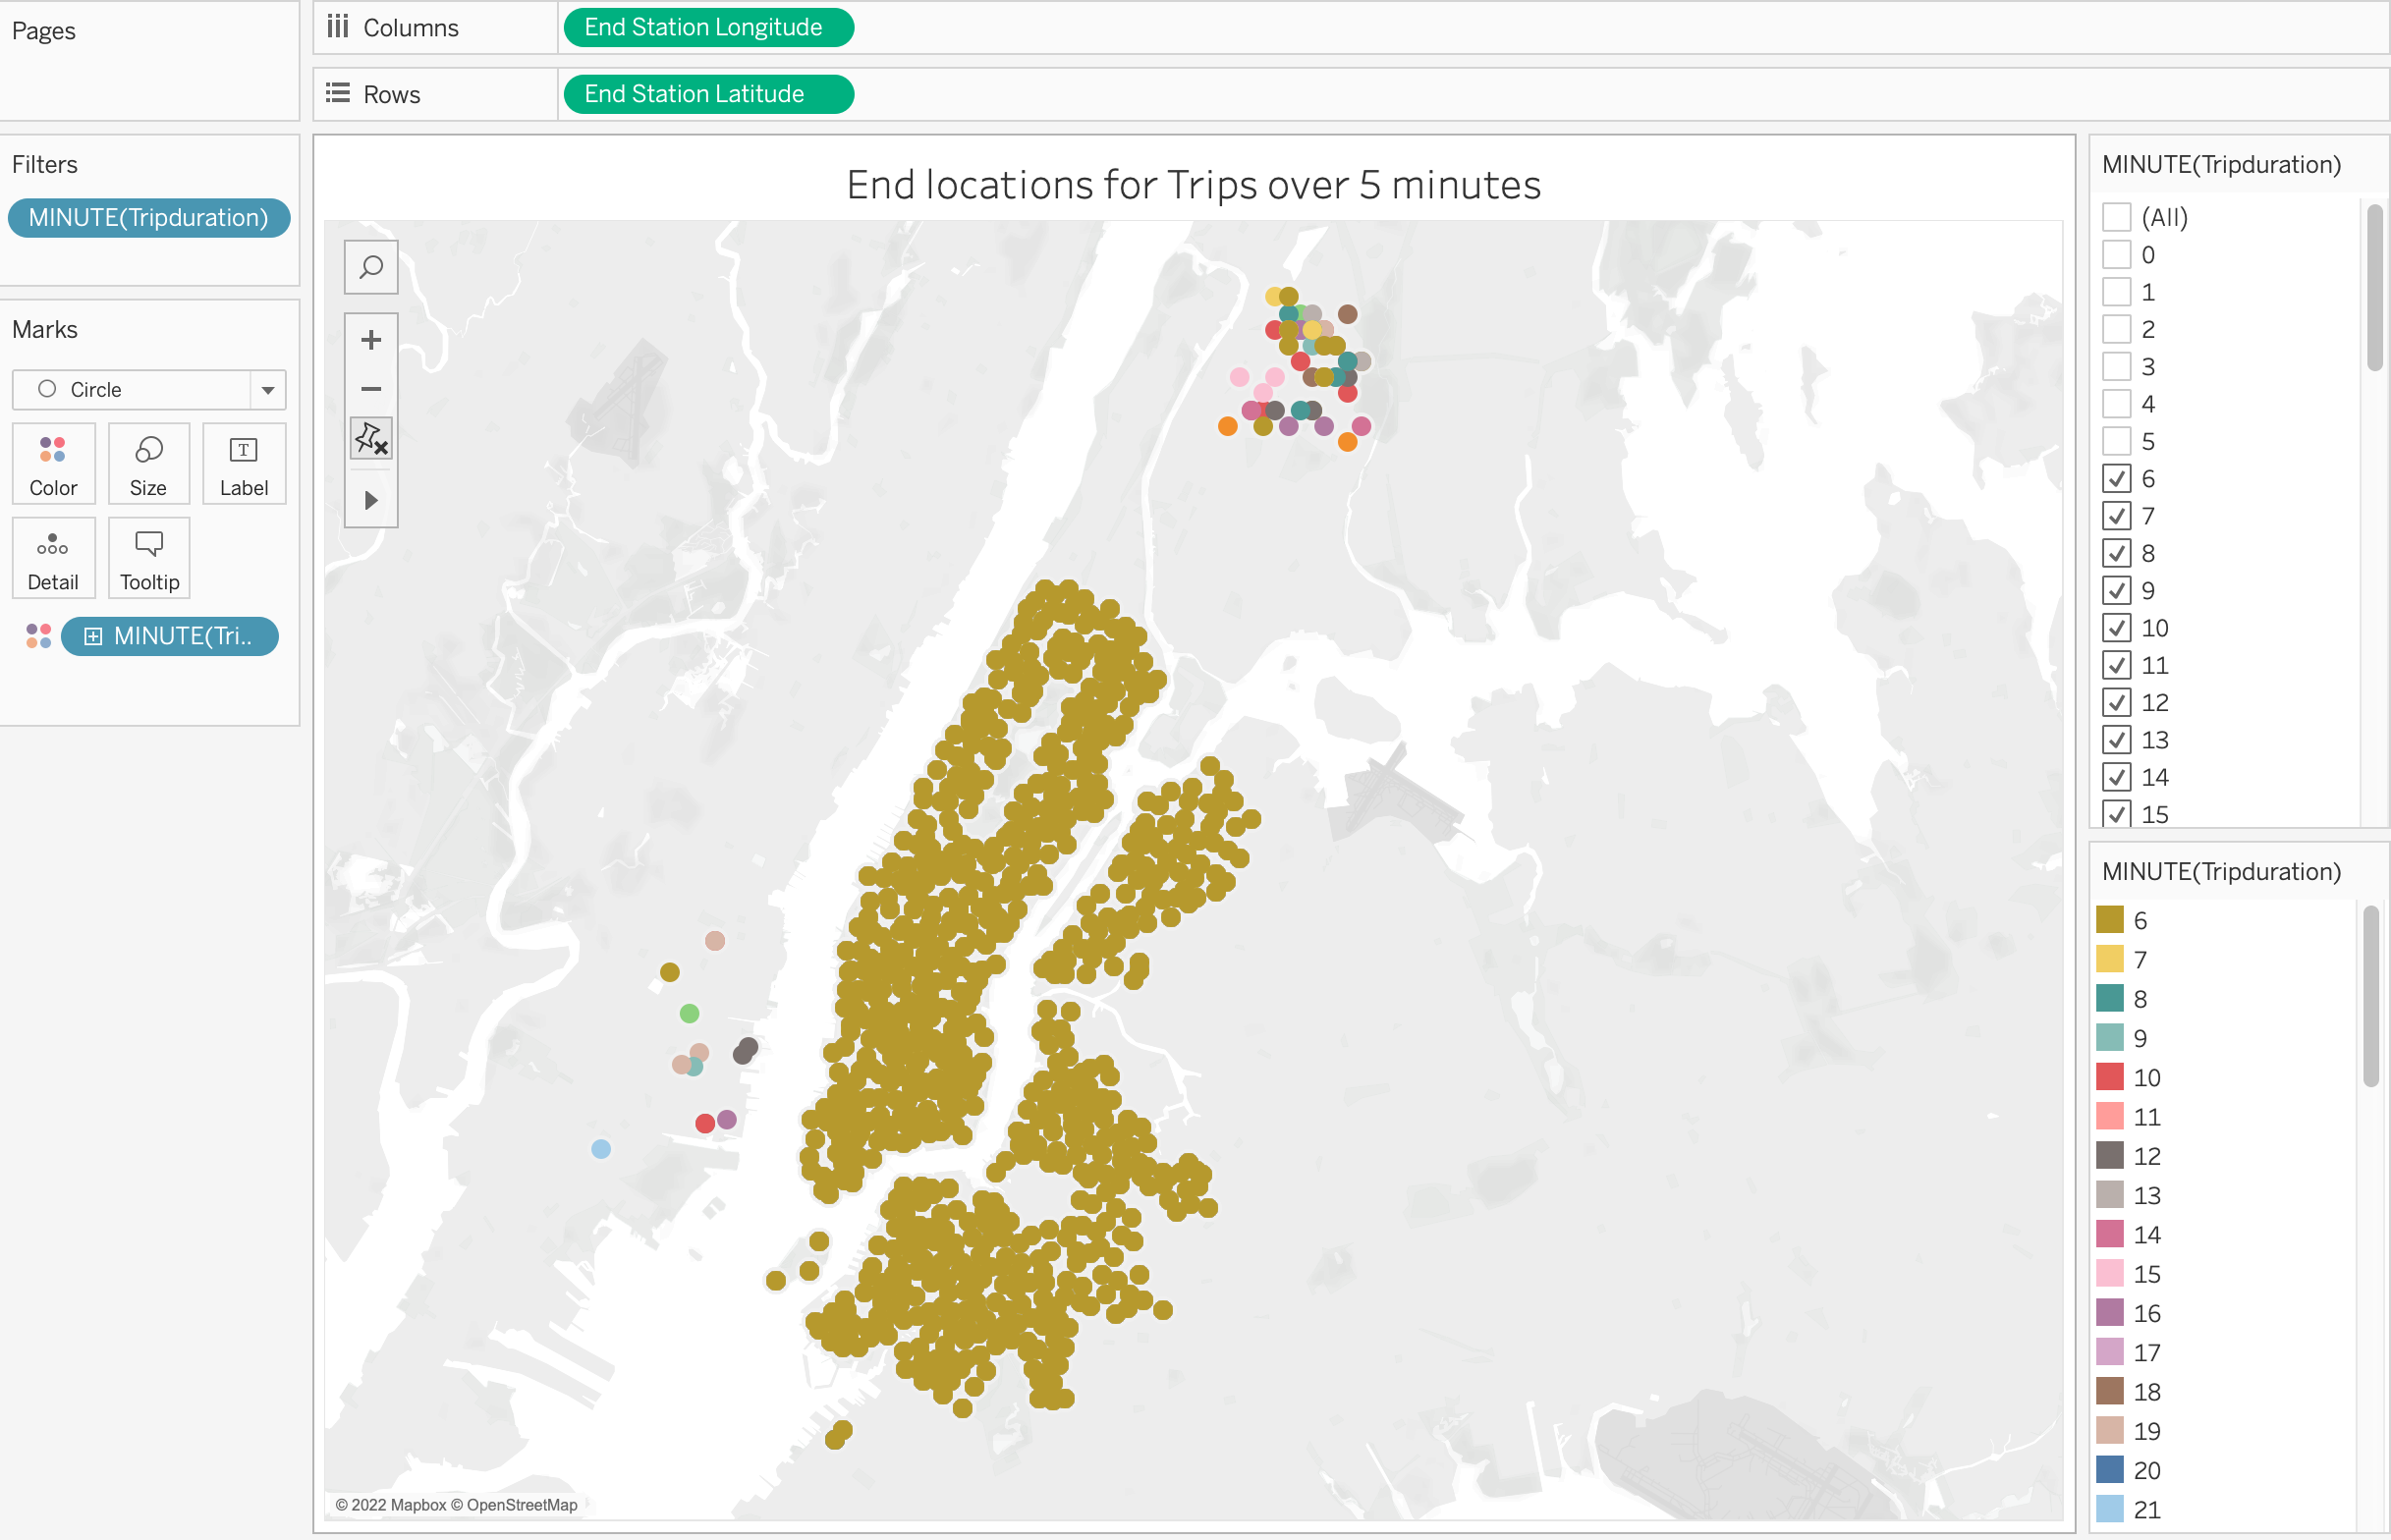 Pages
Columns
End Station Longitude
Rows
End Station Latitude
Filters
MINUTE(Tripduration)
Marks
Circle
Color
Size
T
Label
Detail
Tooltip
MINUTE(Tri..
End locations for Trips over 5 minutes
© 2022 Mapbox © OpenStreetMap
MINUTE(Tripduration)
(All)
0
1
2
3
4
5
6
7
8
9
10
11
12
13
14
15
MINUTE(Tripduration)
6
7
8
9
10
11
12
13
14
15
16
17
18
19
20
21